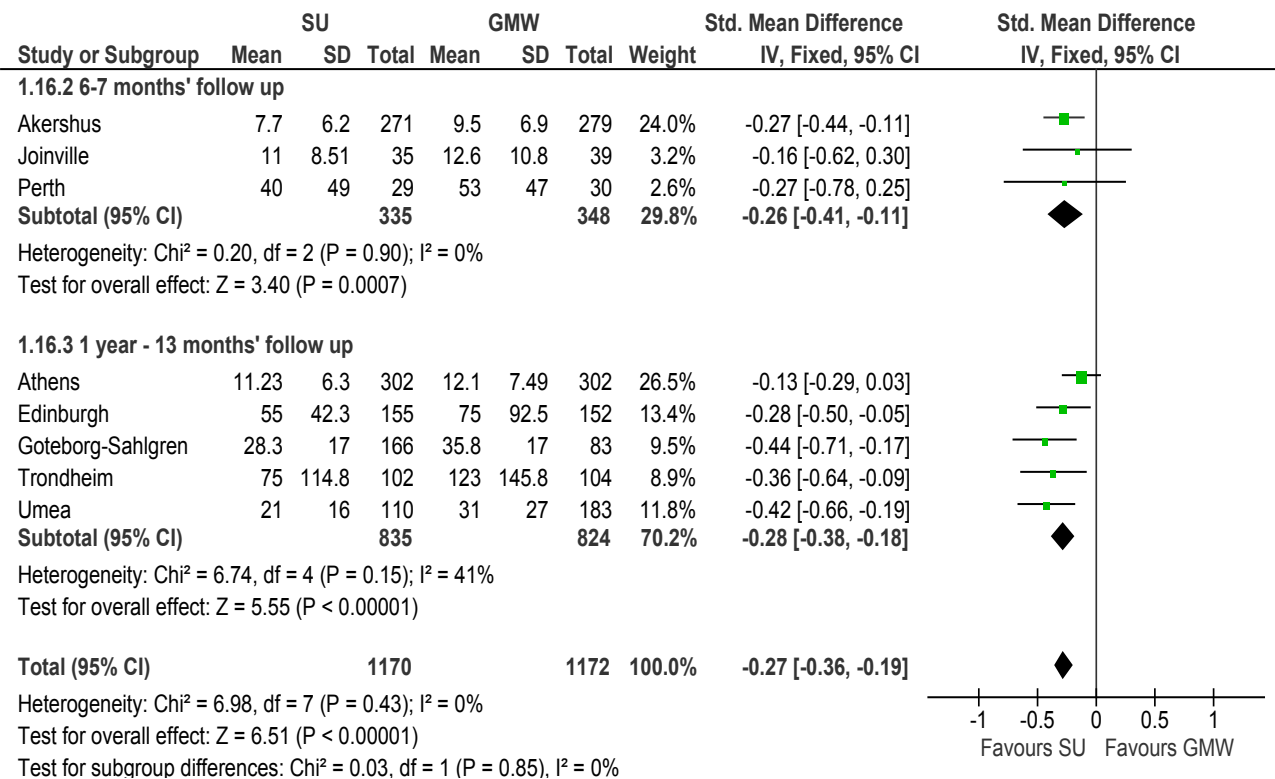 SU GMW Std. Mean Difference Std. Mean Difference
Study or Subgroup Mean SD Total Mean SD Total Weight IV, Fixed, 95% CI IV, Fixed, 95% CI
1.16.2 6-7 months' follow up
Akershus 7.7 6.2 271 9.5 6.9 279 24.0% -0.27 [-0.44, -0.11]
Joinville 11 8.51 35 12.6 10.8 39 3.2% -0.16 [-0.62, 0.30]
Perth 40 49 29 53 47 30 2.6% -0.27 [-0.78, 0.25]
Subtotal (95% CI) 335 348 29.8% -0.26 [-0.41, -0.11]
Heterogeneity: Chi² = 0.20, df = 2 (P = 0.90); I² = 0%
Test for overall effect: Z = 3.40 (P = 0.0007)
1.16.3 1 year - 13 months' follow up
Athens 11.23 6.3 302 12.1 7.49 302 26.5% -0.13 [-0.29, 0.03]
Edinburgh 55 42.3 155 75 92.5 152 13.4% -0.28 [-0.50, -0.05]
Goteborg-Sahlgren 28.3 17 166 35.8 17 83 9.5% -0.44 [-0.71, -0.17]
Trondheim 75 114.8 102 123 145.8 104 8.9% -0.36 [-0.64, -0.09]
Umea 21 16 110 31 27 183 11.8% -0.42 [-0.66, -0.19]
Subtotal (95% CI) 835 824 70.2% -0.28 [-0.38, -0.18]
Heterogeneity: Chi² = 6.74, df = 4 (P = 0.15); I² = 41%
Test for overall effect: Z = 5.55 (P < 0.00001)
Total (95% CI) 1170 1172 100.0% -0.27 [-0.36, -0.19]
Heterogeneity: Chi² = 6.98, df = 7 (P = 0.43); I² = 0%
Test for overall effect: Z = 6.51 (P < 0.00001)
Test for subgroup differences: Chi² = 0.03, df = 1 (P = 0.85), I² = 0%
-1 -0.5 0 0.5 1
Favours SU Favours GMW